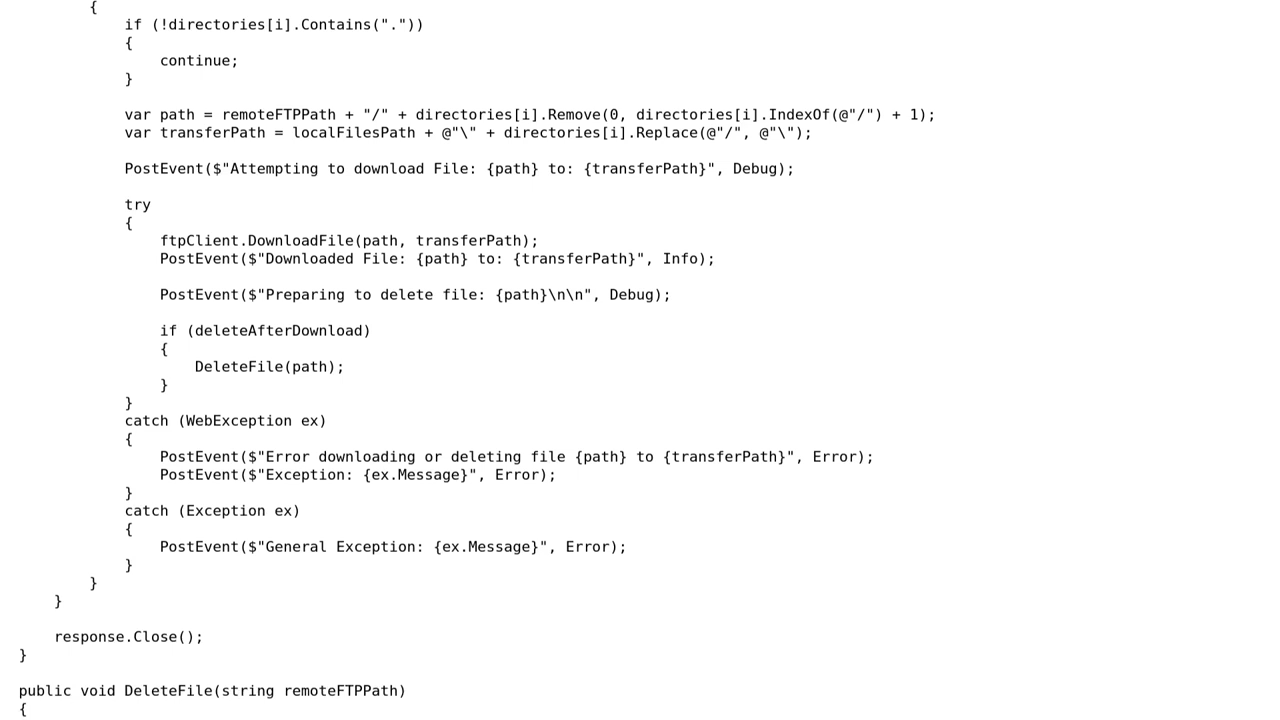 {
if (!directories[i].Contains("."))
{
continue;
}
var path = remoteFTPPath + "/" + directories[i].Remove(0, directories[i].IndexOf(@"/") + 1);
var transferPath = localFilesPath + @"\" + directories[i].Replace(@"/", @"\");
PostEvent($"Attempting to download File: {path} to: {transferPath}", Debug);
try
{
ftpClient.DownloadFile(path, transferPath);
PostEvent($"Downloaded File: {path} to: {transferPath}", Info);
PostEvent($"Preparing to delete file: {path}\n\n", Debug);
if (deleteAfterDownload)
{
DeleteFile(path);
}
}
catch (WebException ex)
{
PostEvent($"Error downloading or deleting file {path} to {transferPath}", Error);
PostEvent($"Exception: {ex.Message}", Error);
}
catch (Exception ex)
{
PostEvent($"General Exception: {ex.Message}", Error);
}
}
}
response.Close();
}
public void DeleteFile(string remoteFTPPath)
{